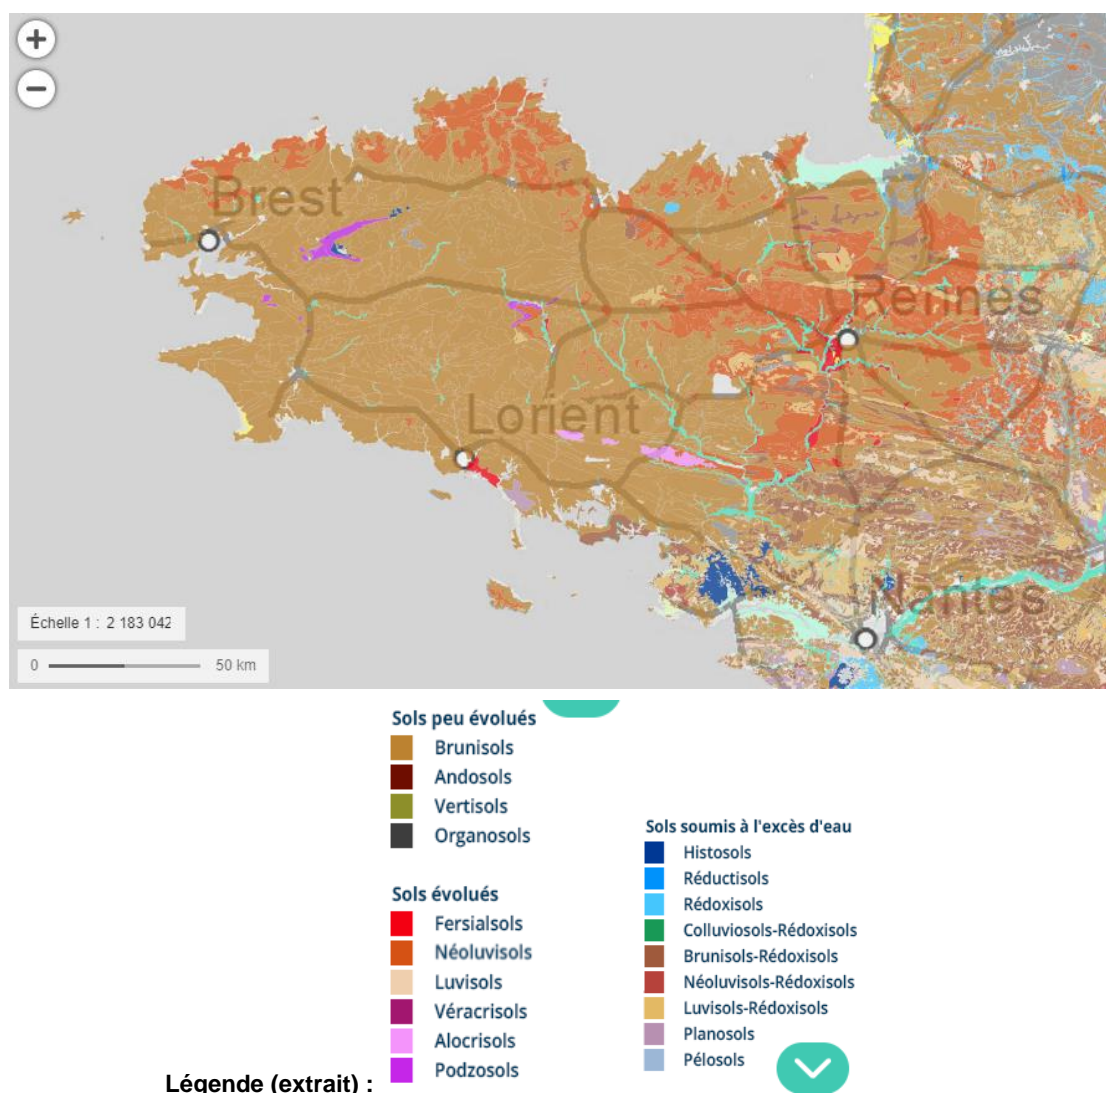 +
−
Brest
Rennes
Lorient
Nantes
Échelle 1 : 2 183 042
0 50 km
Sols peu évolués
Brunisols
Andosols
Vertisols
Organosols
Sols évolués
Fersialsols
Néoluvisols
Luvisols
Véracrisols
Alocrisols
Podzosols
Sols soumis à l'excès d'eau
Histosols
Réductisols
Rédoxisols
Colluviosols-Rédoxisols
Brunisols-Rédoxisols
Néoluvisols-Rédoxisols
Luvisols-Rédoxisols
Planosols
Pélosols
Légende (extrait) :